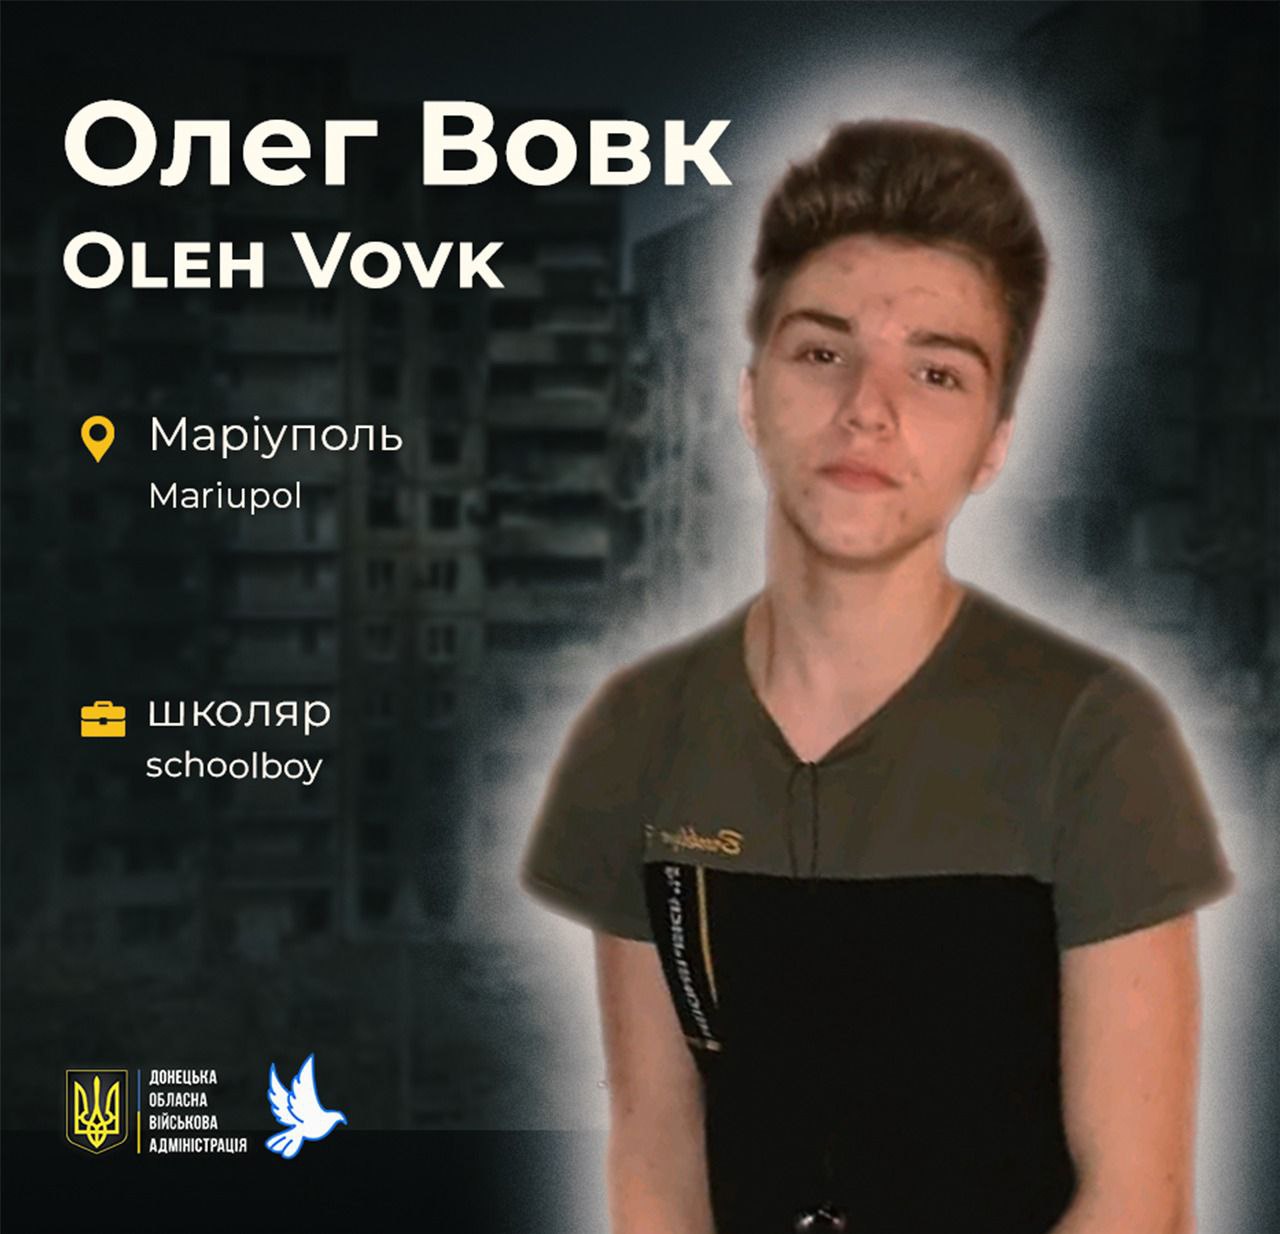 Олег Вовк
Oleh Vovk
Маріуполь
Mariupol
школяр
schoolboy
ДОНЕЦЬКА
ОБЛАСНА
ВІЙСЬКОВА
АДМІНІСТРАЦІЯ